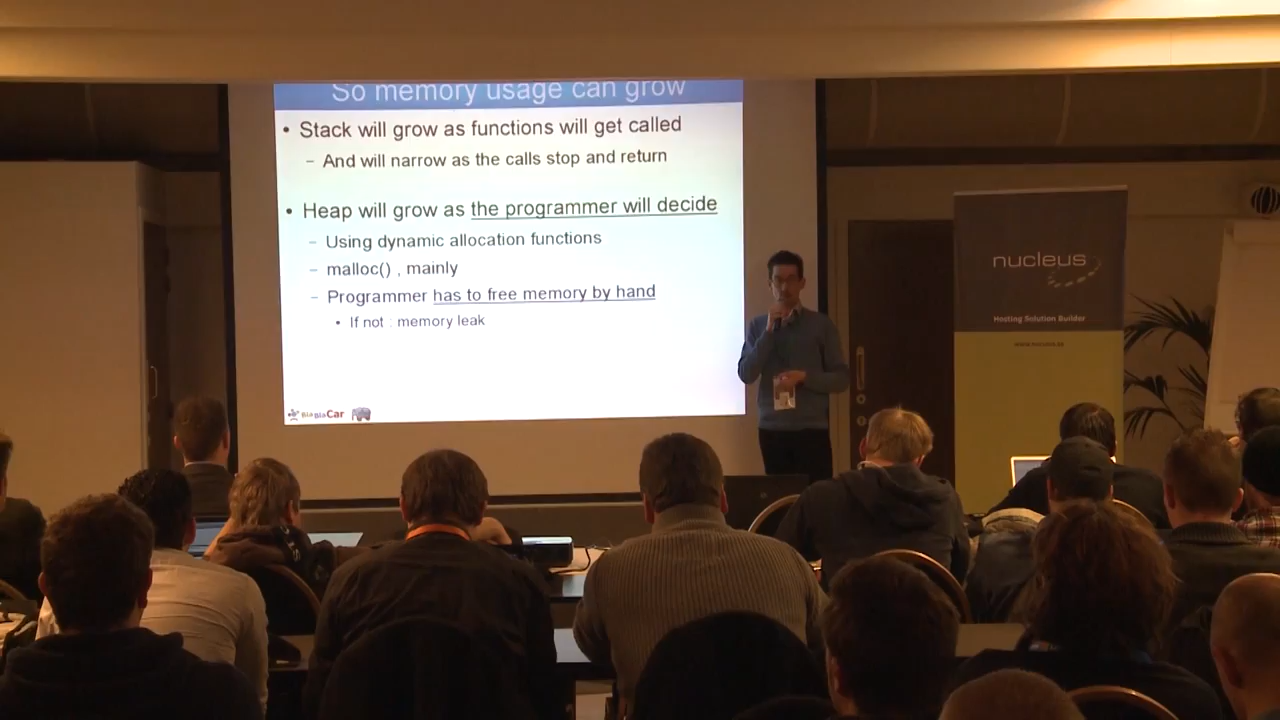 So memory usage can grow
• Stack will grow as functions will get called
– And will narrow as the calls stop and return
• Heap will grow as the programmer will decide
– Using dynamic allocation functions
– malloc() , mainly
– Programmer has to free memory by hand
• If not : memory leak
BlaBlaCar
nucleus
Hosting Solution Builder